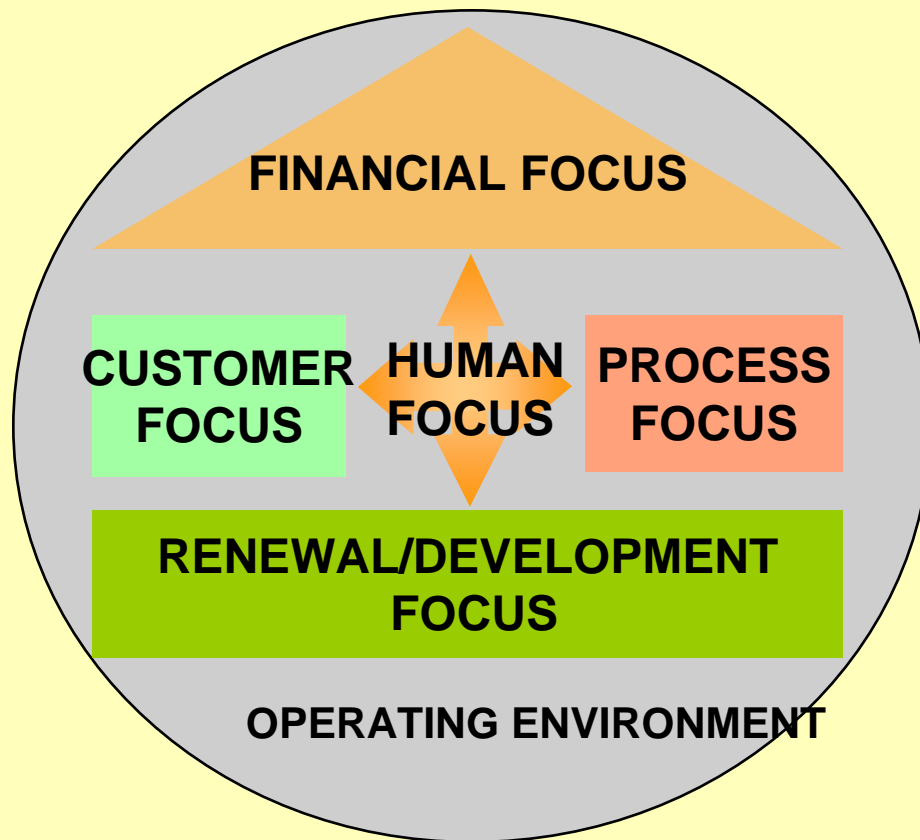 FINANCIAL FOCUS
CUSTOMER
FOCUS
HUMAN
FOCUS
PROCESS
FOCUS
RENEWAL/DEVELOPMENT
FOCUS
OPERATING ENVIRONMENT